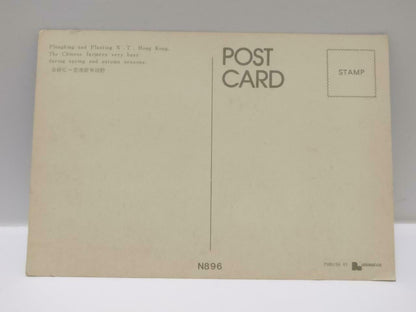 Ploughing and Planting N. T. Hong Kong.
The Chinese farmers very busy
during spring and autumn seasons.
POST
CARD
STAMP
N896